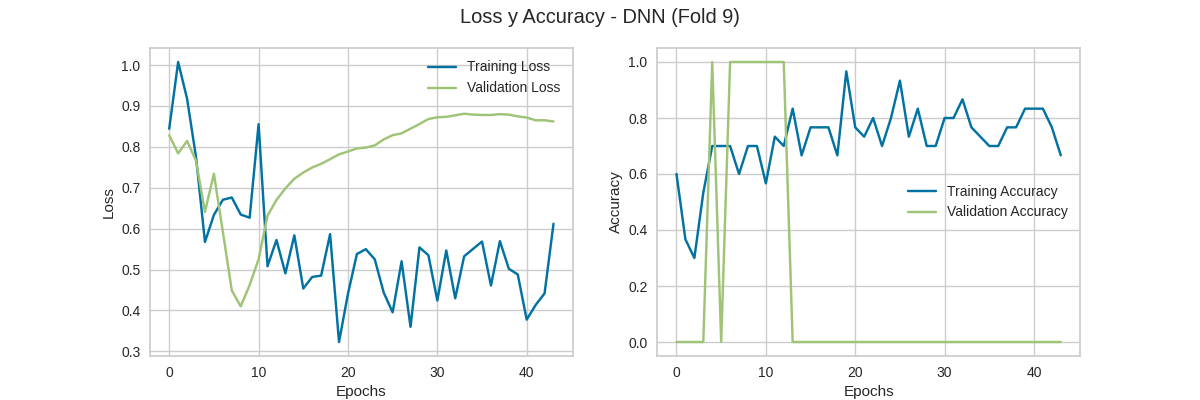 Loss y Accuracy - DNN (Fold 9)
Loss
1.0
0.9
0.8
0.7
0.6
0.5
0.4
0.3
0
10
20
30
40
Epochs
Training Loss
Validation Loss
Accuracy
1.0
0.8
0.6
0.4
0.2
0.0
0
10
20
30
40
Epochs
Training Accuracy
Validation Accuracy